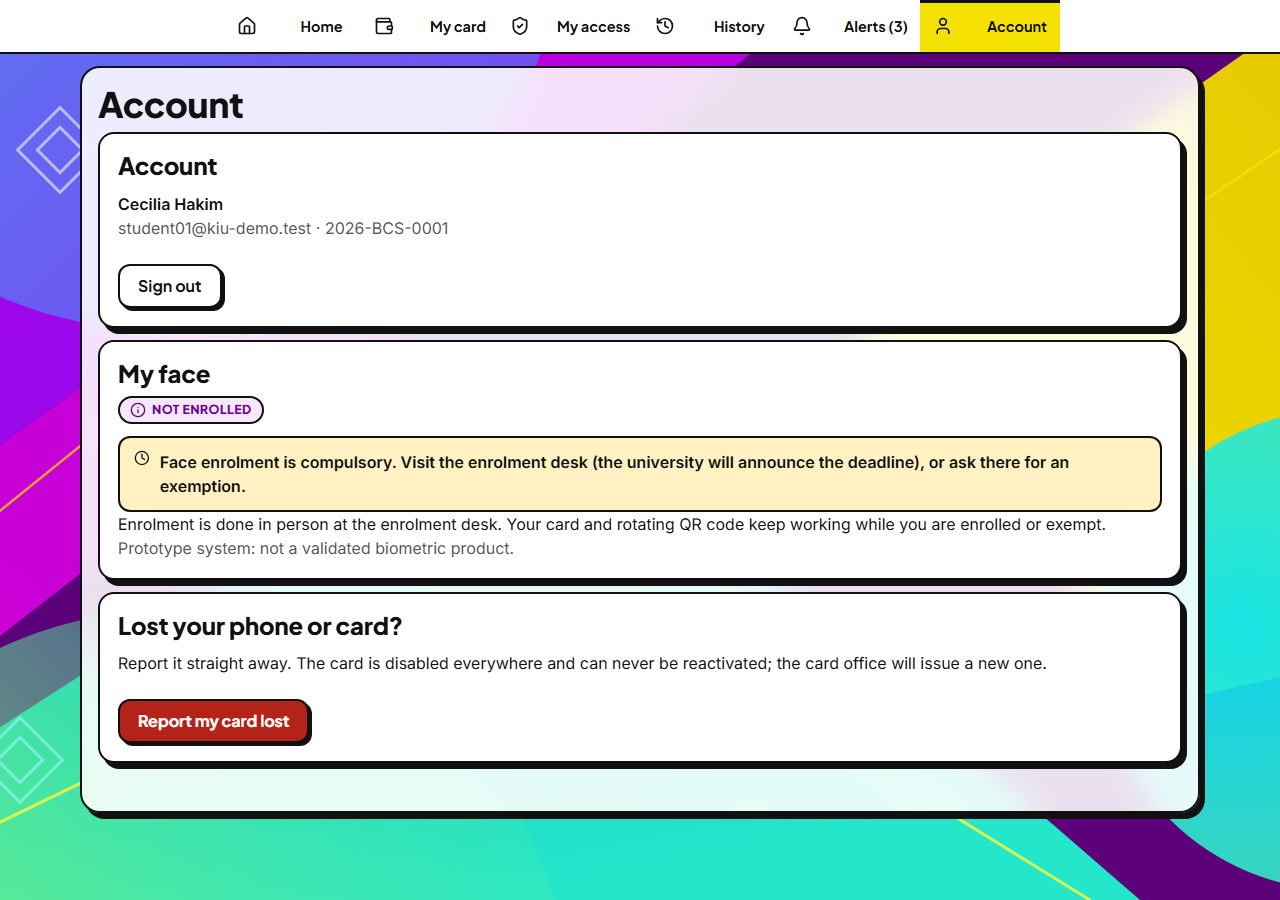 Home My card My access History Alerts (3) Account
Account
Account
Cecilia Hakim
student01@kiu-demo.test · 2026-BCS-0001
Sign out
My face
NOT ENROLLED
Face enrolment is compulsory. Visit the enrolment desk (the university will announce the deadline), or ask there for an
exemption.
Enrolment is done in person at the enrolment desk. Your card and rotating QR code keep working while you are enrolled or exempt.
Prototype system: not a validated biometric product.
Lost your phone or card?
Report it straight away. The card is disabled everywhere and can never be reactivated; the card office will issue a new one.
Report my card lost